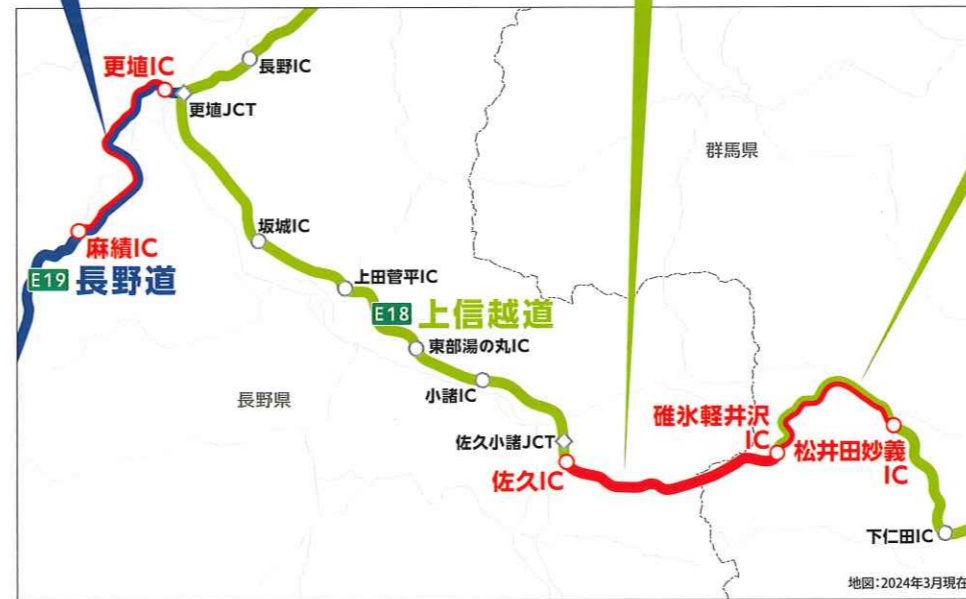 更埴IC
長野IC
更埴JCT
群馬県
坂城IC
麻績IC
E19 長野道
上田菅平IC
E18 上信越道
東部湯の丸IC
長野県
小諸IC
佐久小諸JCT
佐久IC
碓氷軽井沢
IC
松井田妙義
IC
下仁田IC
地図:2024年3月現在